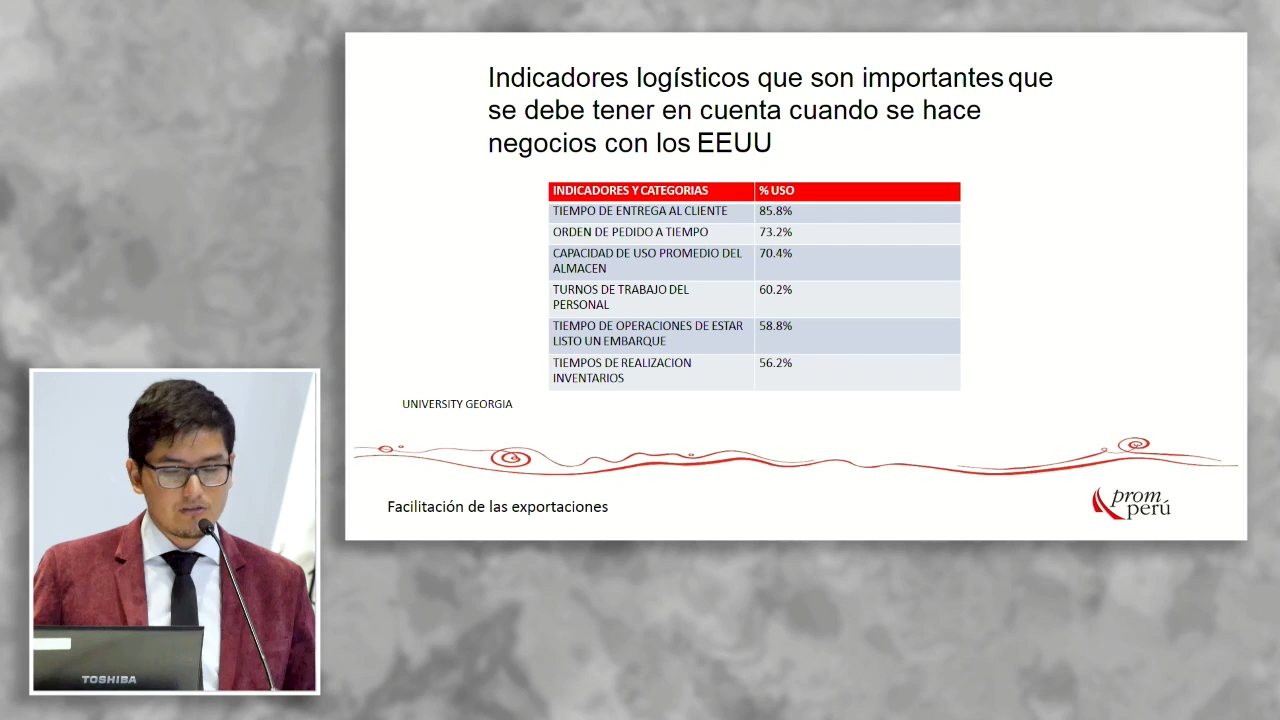 Indicadores logísticos que son importantes que
se debe tener en cuenta cuando se hace
negocios con los EEUU
INDICADORES Y CATEGORIAS % USO
TIEMPO DE ENTREGA AL CLIENTE 85.8%
ORDEN DE PEDIDO A TIEMPO 73.2%
CAPACIDAD DE USO PROMEDIO DEL 70.4%
ALMACEN
TURNOS DE TRABAJO DEL 60.2%
PERSONAL
TIEMPO DE OPERACIONES DE ESTAR 58.8%
LISTO UN EMBARQUE
TIEMPOS DE REALIZACION 56.2%
INVENTARIOS
UNIVERSITY GEORGIA
Facilitación de las exportaciones
prom
perú
TOSHIBA